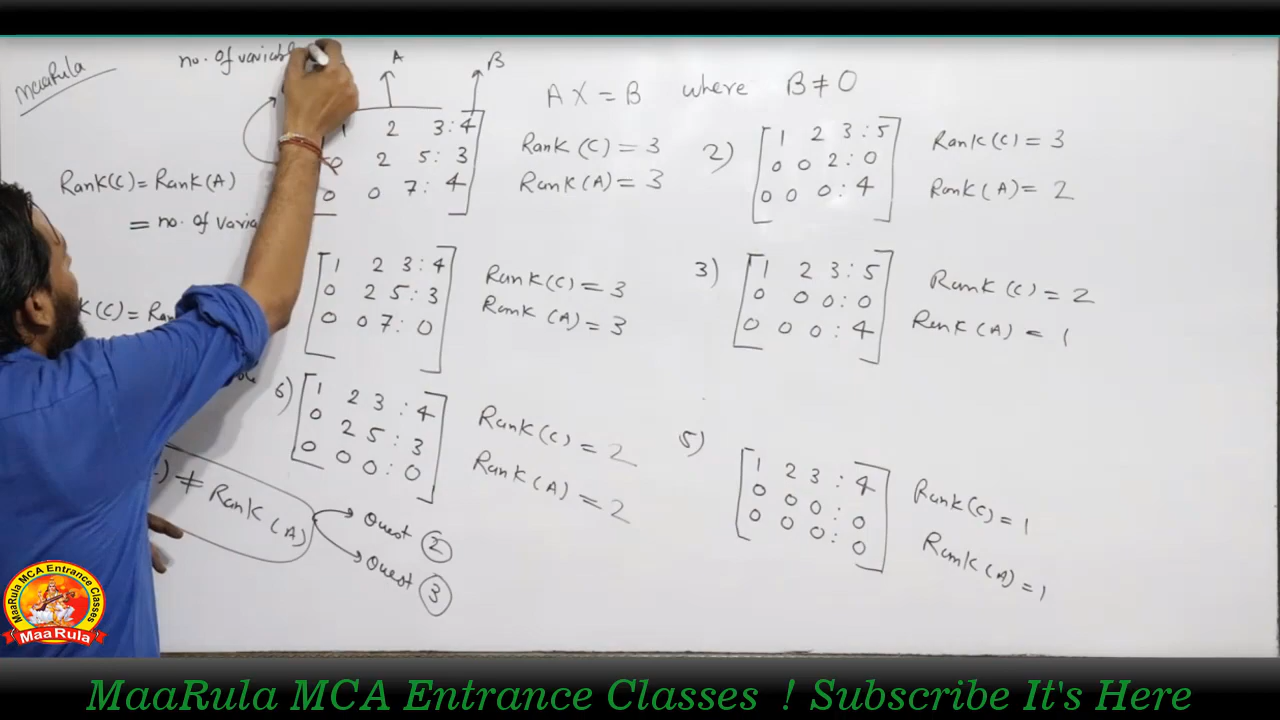 MaaRula
no. of variabl
A
B
AX = B where B ≠ 0
1 2 3 : 4
0 2 5 : 3
0 0 7 : 4
Rank (C) = 3
Rank (A) = 3
2)
1 2 3 : 5
0 0 2 : 0
0 0 0 : 4
Rank (C) = 3
Rank (A) = 2
Rank(C) = Rank(A)
= no. of varia
1 2 3 : 4
0 2 5 : 3
0 0 7 : 0
Rank (C) = 3
Rank (A) = 3
3)
1 2 3 : 5
0 0 0 : 0
0 0 0 : 4
Rank (C) = 2
Rank (A) = 1
k(C) = Ran
6)
1 2 3 : 4
0 2 5 : 3
0 0 0 : 0
Rank (C) = 2
Rank (A) = 2
5)
1 2 3 : 4
0 0 0 : 0
0 0 0 : 0
Rank (C) = 1
Rank (A) = 1
) ≠ Rank (A)
Quest 2
Quest 3
MaaRula MCA Entrance Classes
MaaRula
MaaRula MCA Entrance Classes ! Subscribe It's Here